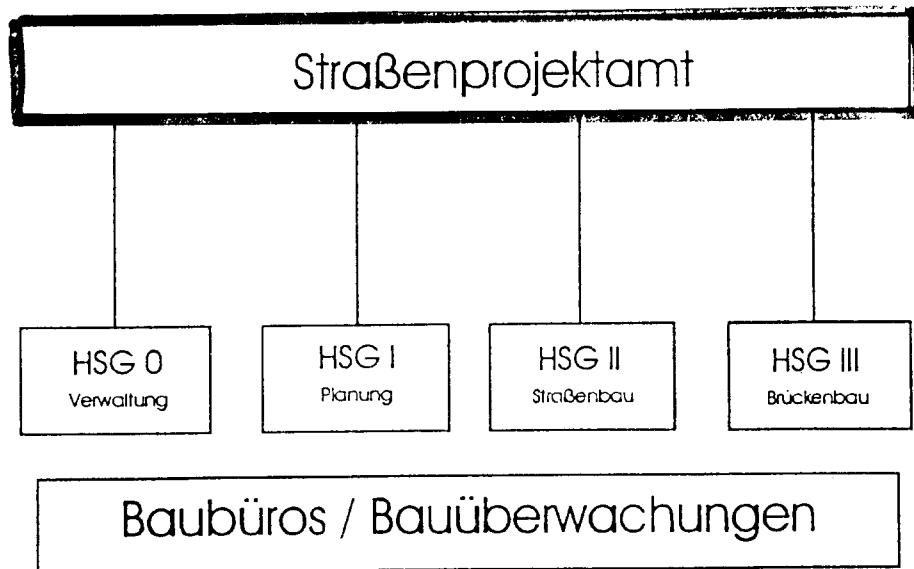 Straßenprojektamt
HSG 0
Verwaltung
HSG I
Planung
HSG II
Straßenbau
HSG III
Brückenbau
Baubüros / Bauüberwachungen